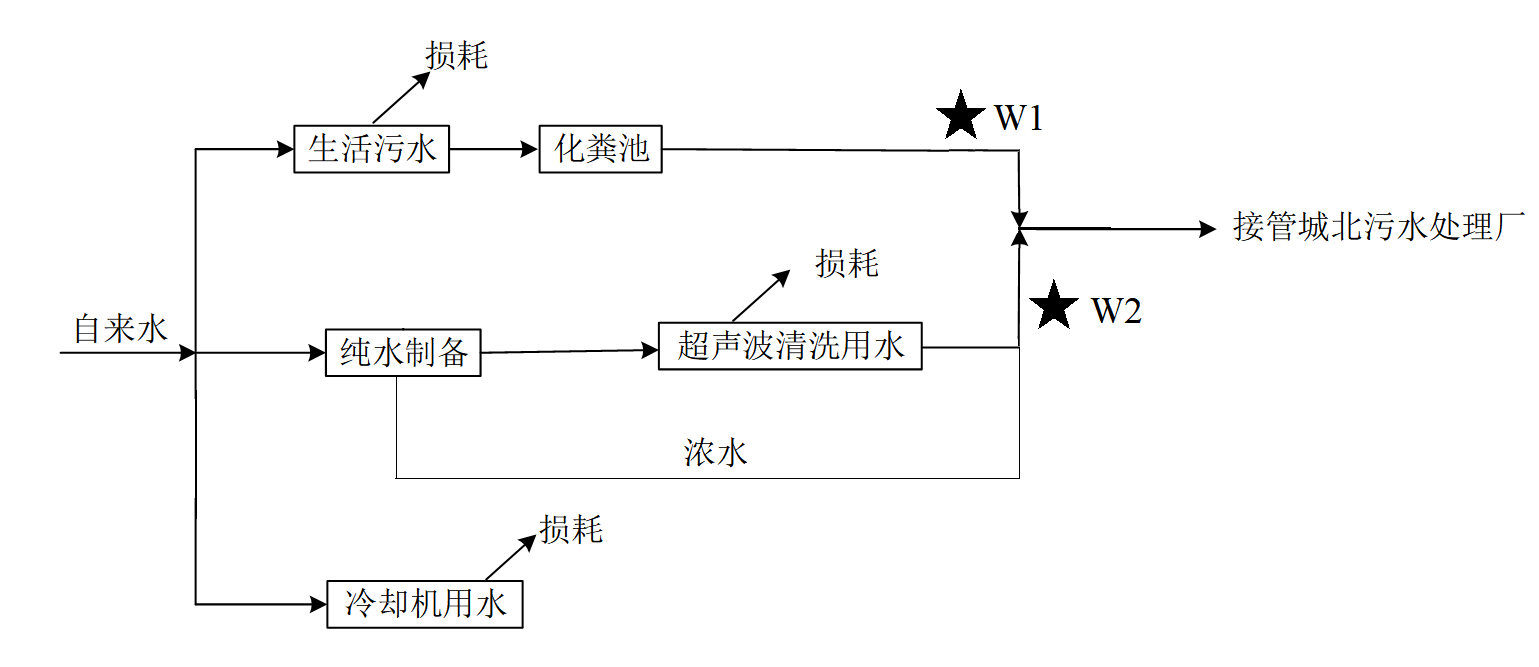 损耗
W1
生活污水
化粪池
接管城北污水处理厂
损耗
W2
自来水
纯水制备
超声波清洗用水
浓水
损耗
冷却机用水